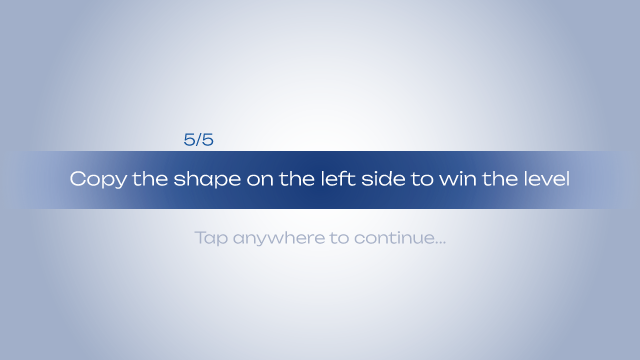 5/5
Copy the shape on the left side to win the level
Tap anywhere to continue...